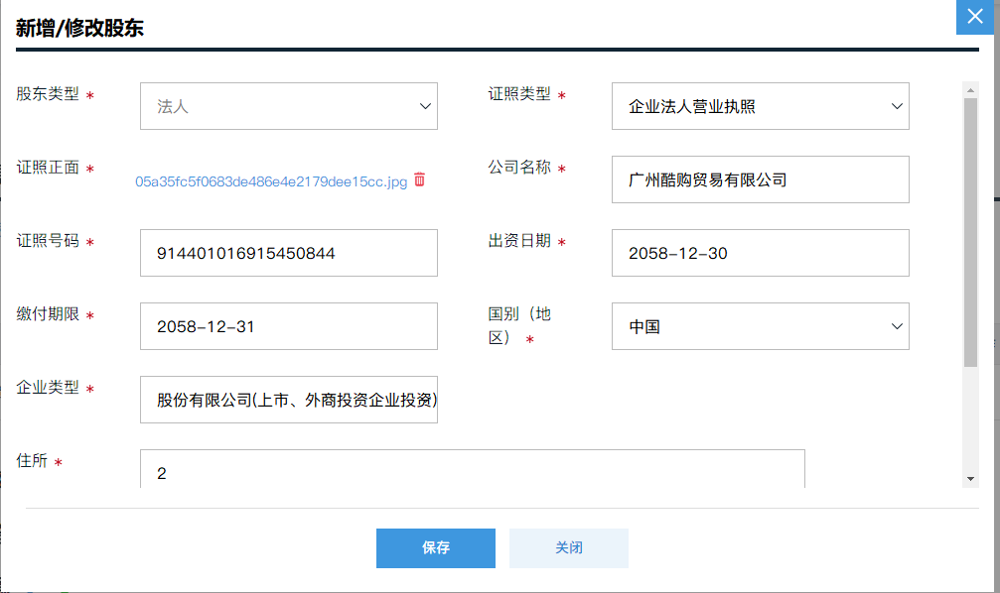 新增/修改股东
股东类型 *
法人
证照类型 *
企业法人营业执照
证照正面 *
05a35fc5f0683de486e4e2179dee15cc.jpg
公司名称 *
广州酷购贸易有限公司
证照号码 *
914401016915450844
出资日期 *
2058-12-30
缴付期限 *
2058-12-31
国别（地
区） *
中国
企业类型 *
股份有限公司(上市、外商投资企业投资)
住所 *
2
保存
关闭